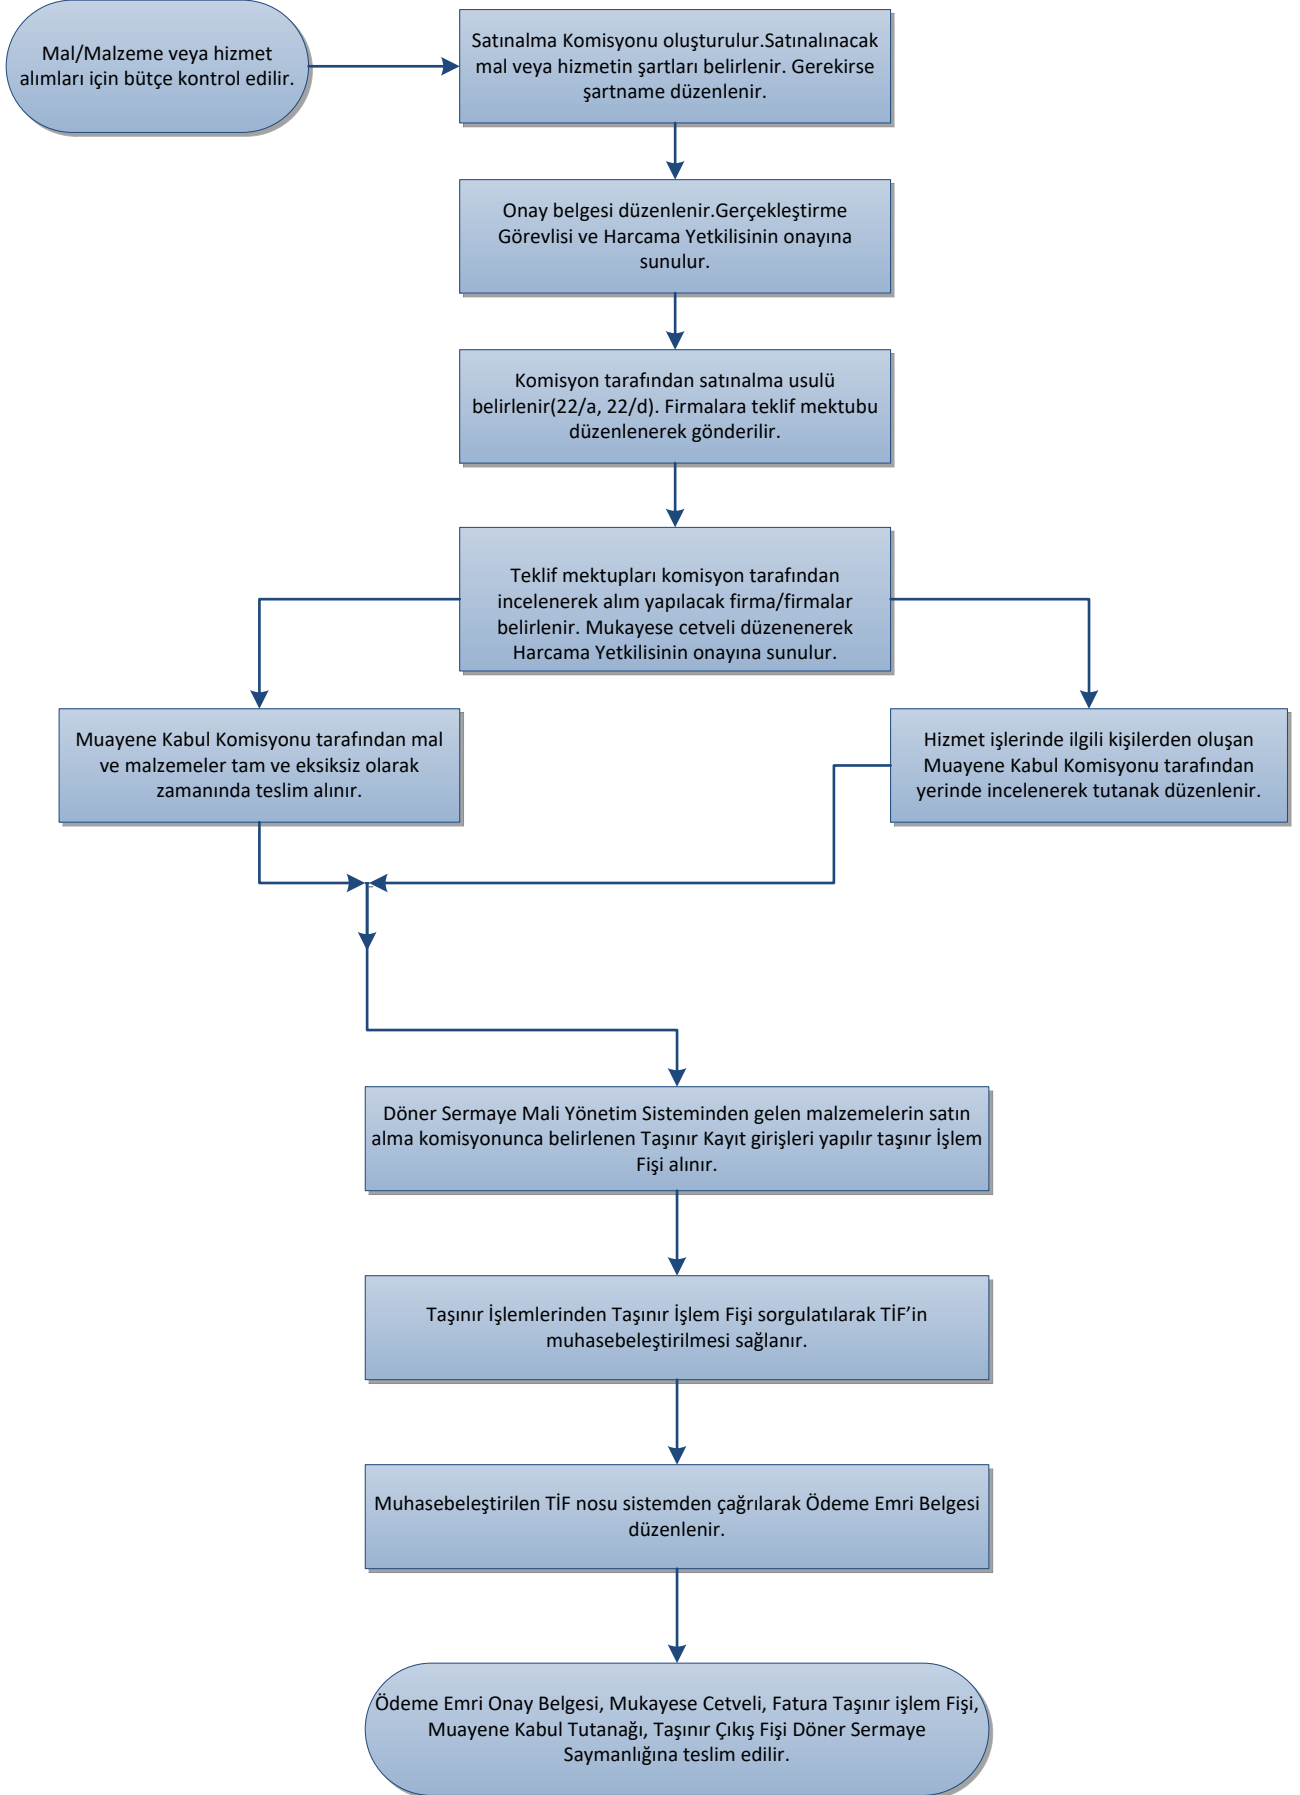 Mal/Malzeme veya hizmet
alımları için bütçe kontrol edilir.
Satınalma Komisyonu oluşturulur.Satınalınacak
mal veya hizmetin şartları belirlenir. Gerekirse
şartname düzenlenir.
Onay belgesi düzenlenir.Gerçekleştirme
Görevlisi ve Harcama Yetkilisinin onayına
sunulur.
Komisyon tarafından satınalma usulü
belirlenir(22/a, 22/d). Firmalara teklif mektubu
düzenlenerek gönderilir.
Teklif mektupları komisyon tarafından
incelenerek alım yapılacak firma/firmalar
belirlenir. Mukayese cetveli düzenenerek
Harcama Yetkilisinin onayına sunulur.
Muayene Kabul Komisyonu tarafından mal
ve malzemeler tam ve eksiksiz olarak
zamanında teslim alınır.
Hizmet işlerinde ilgili kişilerden oluşan
Muayene Kabul Komisyonu tarafından
yerinde incelenerek tutanak düzenlenir.
Döner Sermaye Mali Yönetim Sisteminden gelen malzemelerin satın
alma komisyonunca belirlenen Taşınır Kayıt girişleri yapılır taşınır İşlem
Fişi alınır.
Taşınır İşlemlerinden Taşınır İşlem Fişi sorgulatılarak TİF’in
muhasebeleştirilmesi sağlanır.
Muhasebeleştirilen TİF nosu sistemden çağrılarak Ödeme Emri Belgesi
düzenlenir.
Ödeme Emri Onay Belgesi, Mukayese Cetveli, Fatura Taşınır işlem Fişi,
Muayene Kabul Tutanağı, Taşınır Çıkış Fişi Döner Sermaye
Saymanlığına teslim edilir.